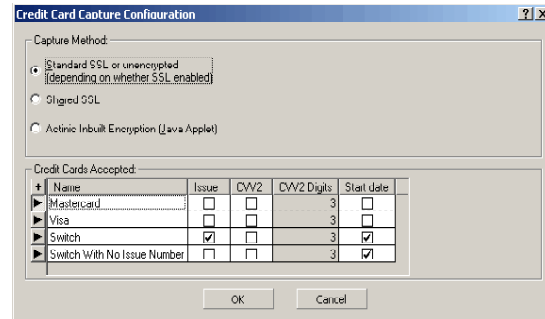 Credit Card Capture Configuration
? X
Capture Method:
Standard SSL or unencrypted
(depending on whether SSL enabled)
Shared SSL
Actinic Inbuilt Encryption (Java Applet)
Credit Cards Accepted:
+ Name Issue CVV2 CVV2 Digits Start date
Mastercard 3
Visa 3
Switch 3
Switch With No Issue Number 3
OK Cancel